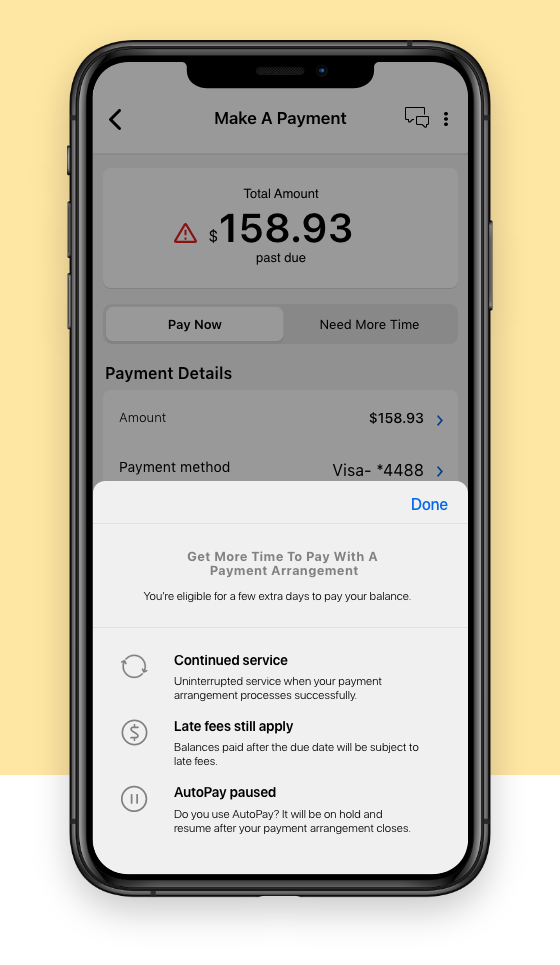 Make A Payment
Total Amount
$158.93
past due
Pay Now
Need More Time
Payment Details
Amount
$158.93
Payment method
Visa- *4488
Done
Get More Time To Pay With A
Payment Arrangement
You're eligible for a few extra days to pay your balance.
Continued service
Uninterrupted service when your payment
arrangement processes successfully.
Late fees still apply
Balances paid after the due date will be subject to
late fees.
AutoPay paused
Do you use AutoPay? It will be on hold and
resume after your payment arrangement closes.